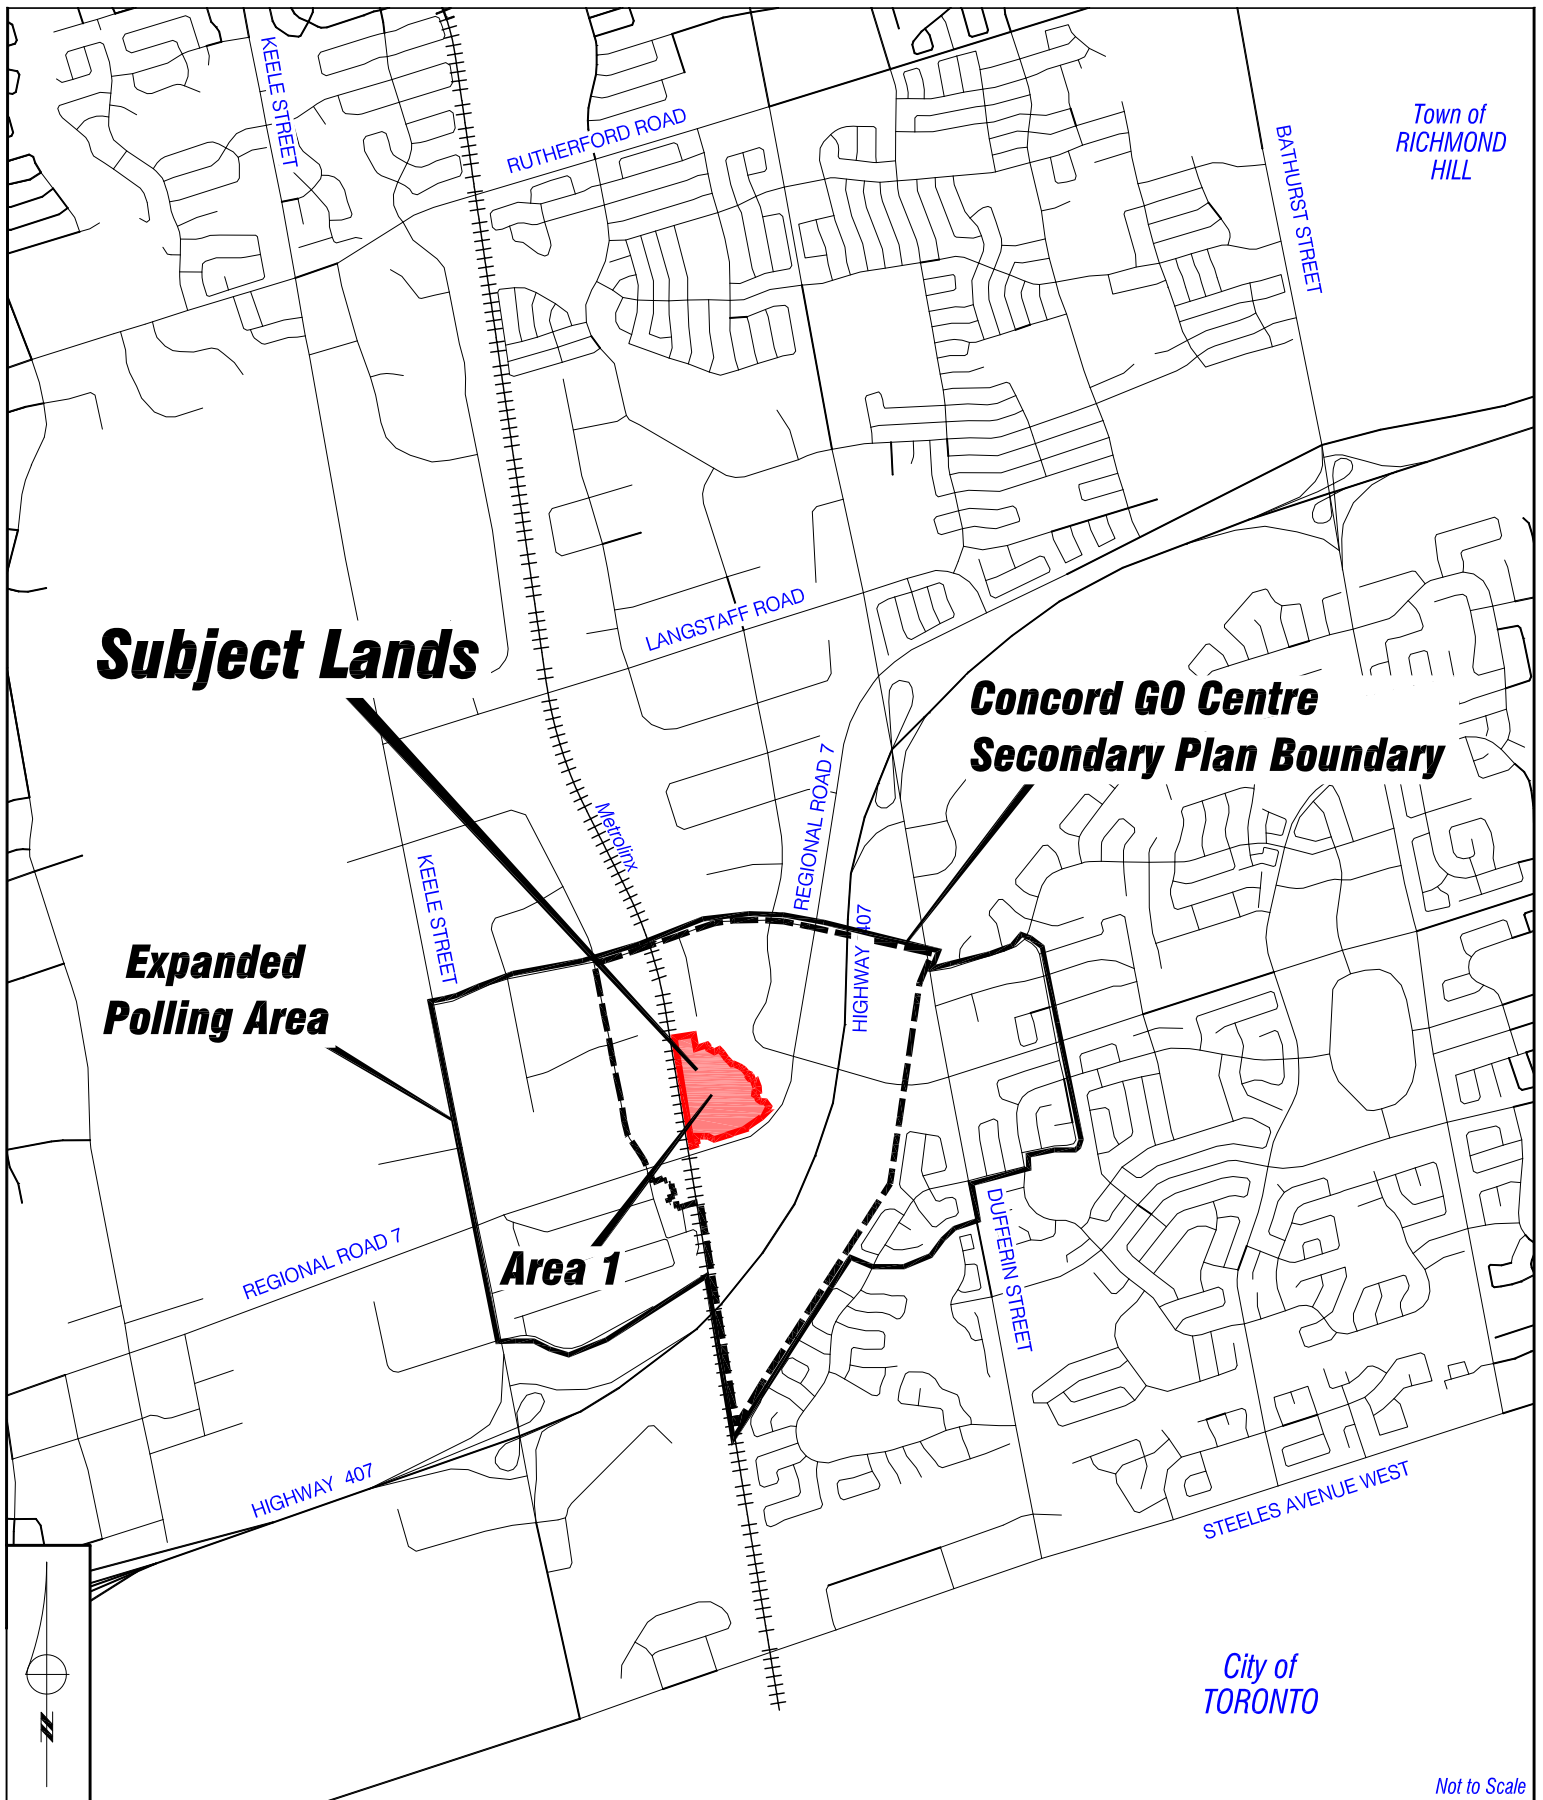 KEELE STREET
RUTHERFORD ROAD
BATHURST STREET
Town of
RICHMOND
HILL
LANGSTAFF ROAD
Subject Lands
Concord GO Centre
Secondary Plan Boundary
REGIONAL ROAD 7
Metrolinx
KEELE STREET
HIGHWAY 407
Expanded
Polling Area
Area 1
REGIONAL ROAD 7
DUFFERIN STREET
HIGHWAY 407
STEELES AVENUE WEST
City of
TORONTO
N
Not to Scale